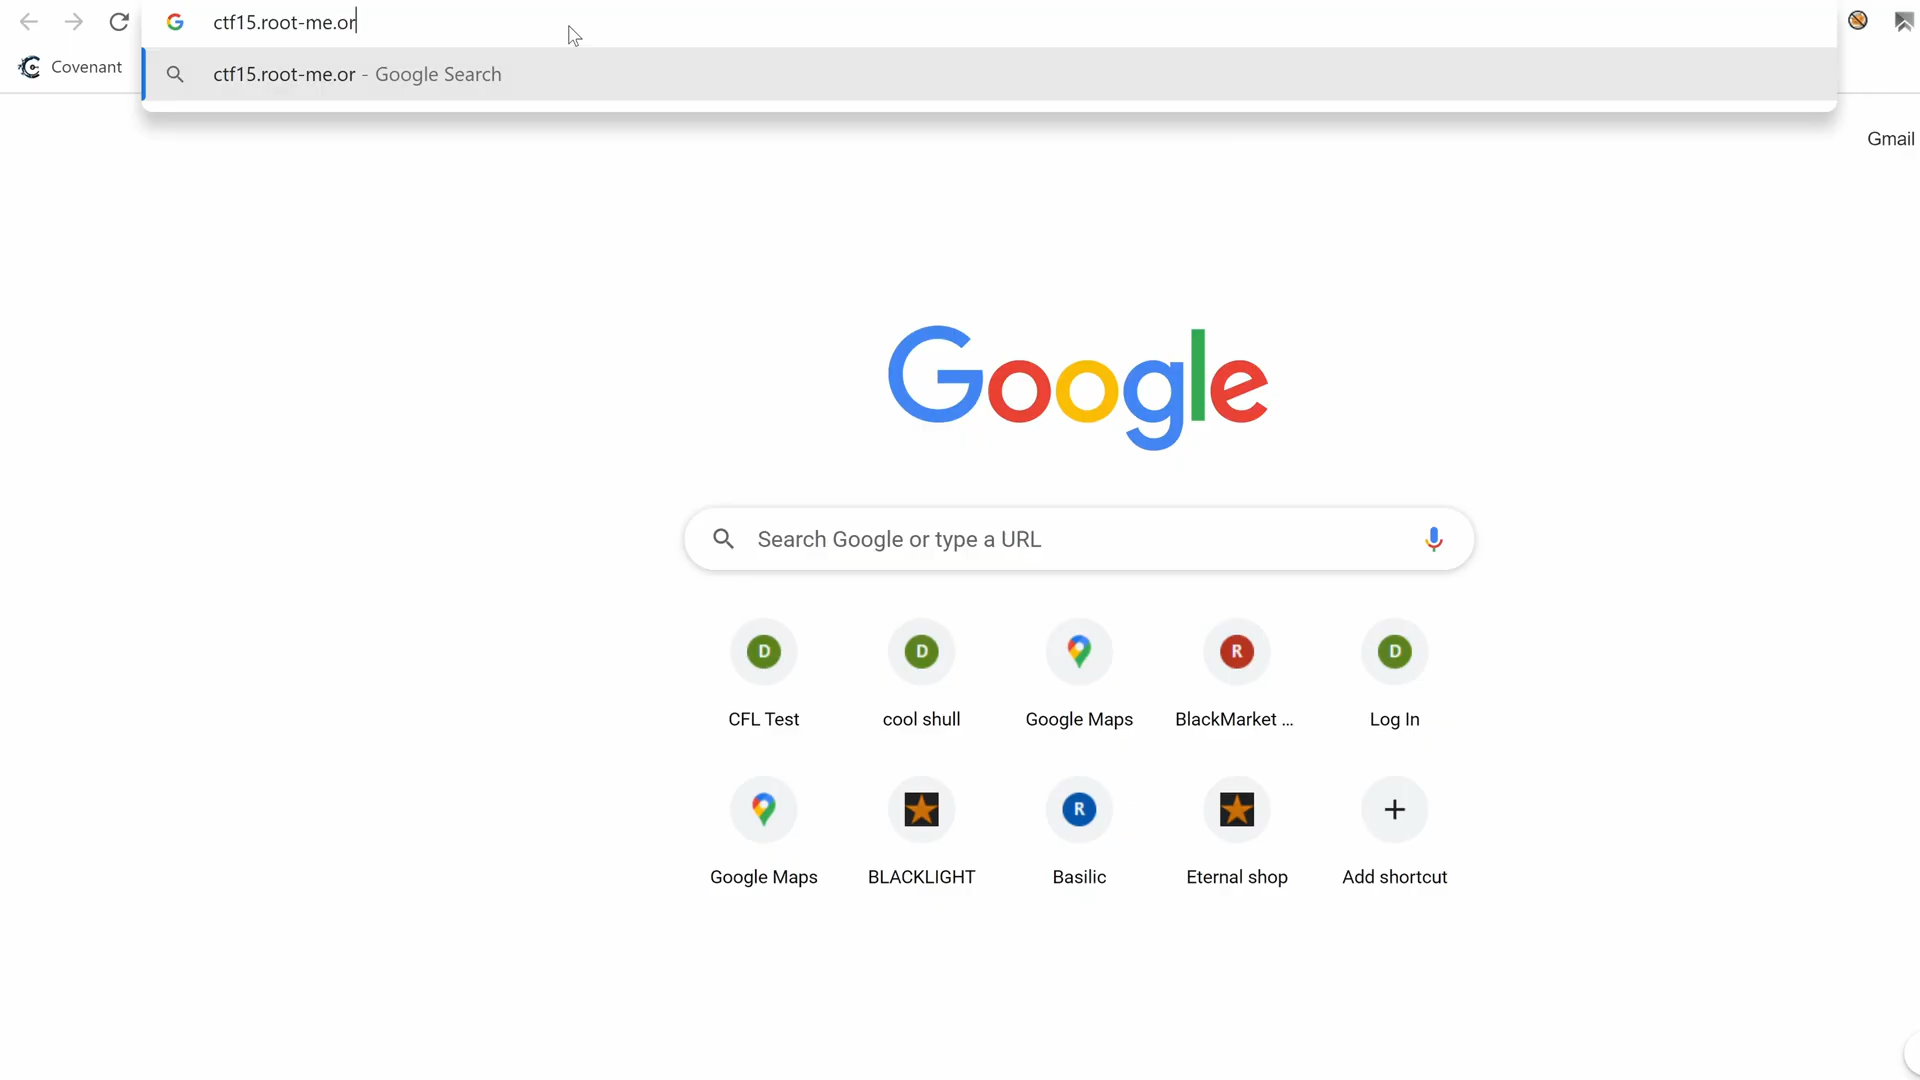 ctf15.root-me.or
Covenant
ctf15.root-me.or - Google Search
Gmail
Google
Search Google or type a URL
D
D
R
D
CFL Test
cool shull
Google Maps
BlackMarket ...
Log In
R
Google Maps
BLACKLIGHT
Basilic
Eternal shop
Add shortcut